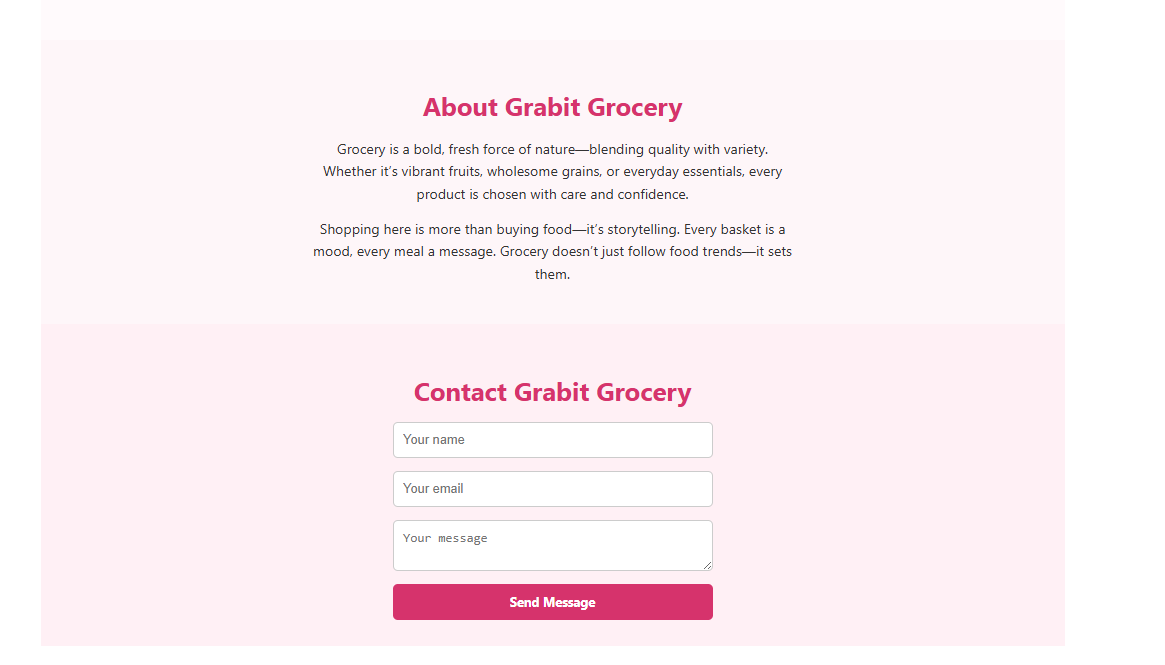 About Grabit Grocery
Grocery is a bold, fresh force of nature—blending quality with variety.
Whether it’s vibrant fruits, wholesome grains, or everyday essentials, every
product is chosen with care and confidence.
Shopping here is more than buying food—it’s storytelling. Every basket is a
mood, every meal a message. Grocery doesn’t just follow food trends—it sets
them.
Contact Grabit Grocery
Your name
Your email
Your message
Send Message